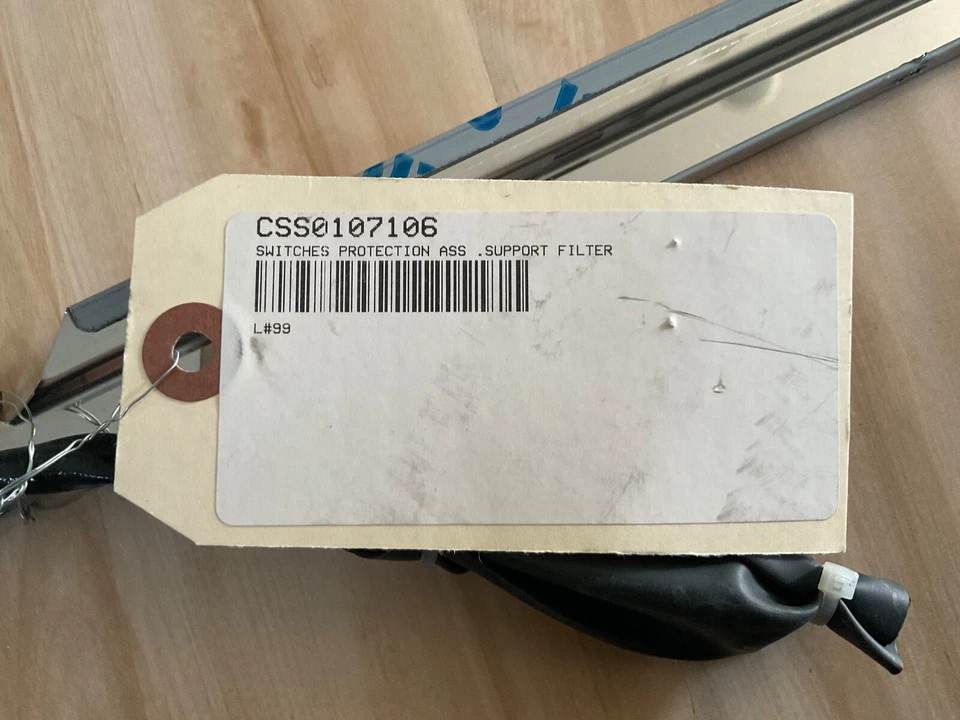 CSS0107106
SWITCHES PROTECTION ASS .SUPPORT FILTER
L#99